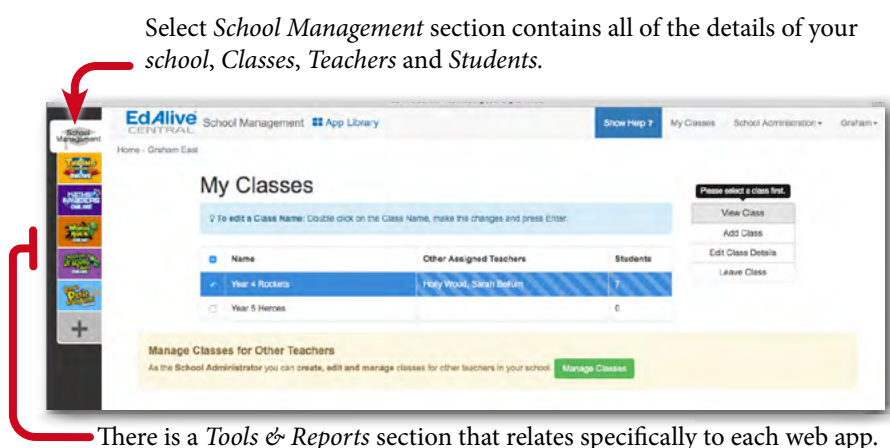 Select School Management section contains all of the details of your
school, Classes, Teachers and Students.
School
Management
EdAlive
CENTRAL
School Management App Library
Show Help ?
My Classes
School Administration
Graham
Home - Graham East
My Classes
Please select a class first.
To edit a Class Name: Double click on the Class Name, make the changes and press Enter.
View Class
Add Class
Edit Class Details
Leave Class
Name Other Assigned Teachers Students
Year 4 Rockets Holly Wood, Sarah Bellum 7
Year 5 Heroes 0
Manage Classes for Other Teachers
As the School Administrator you can create, edit and manage classes for other teachers in your school.
Manage Classes
There is a Tools & Reports section that relates specifically to each web app.